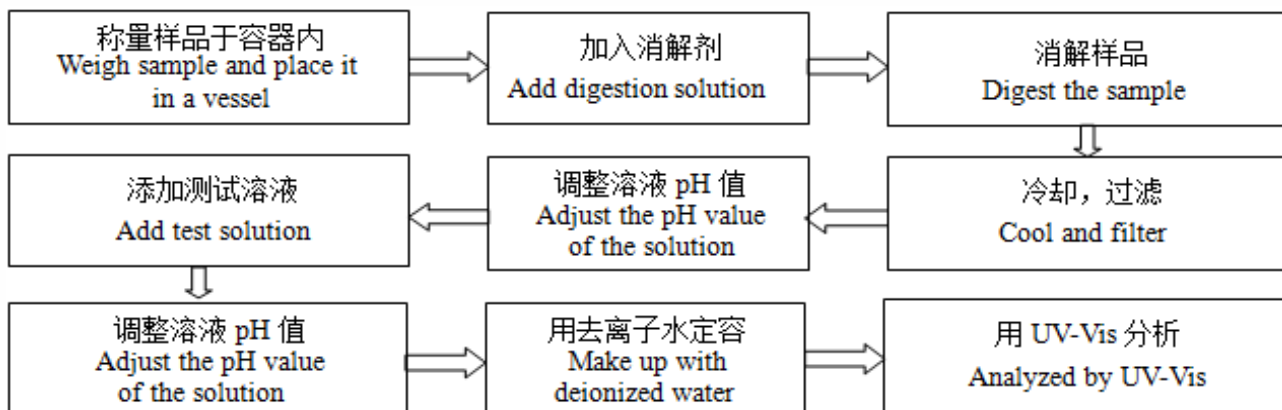 称量样品于容器内
Weigh sample and place it
in a vessel
加入消解剂
Add digestion solution
消解样品
Digest the sample
冷却，过滤
Cool and filter
调整溶液 pH 值
Adjust the pH value
of the solution
添加测试溶液
Add test solution
调整溶液 pH 值
Adjust the pH value
of the solution
用去离子水定容
Make up with
deionized water
用 UV-Vis 分析
Analyzed by UV-Vis